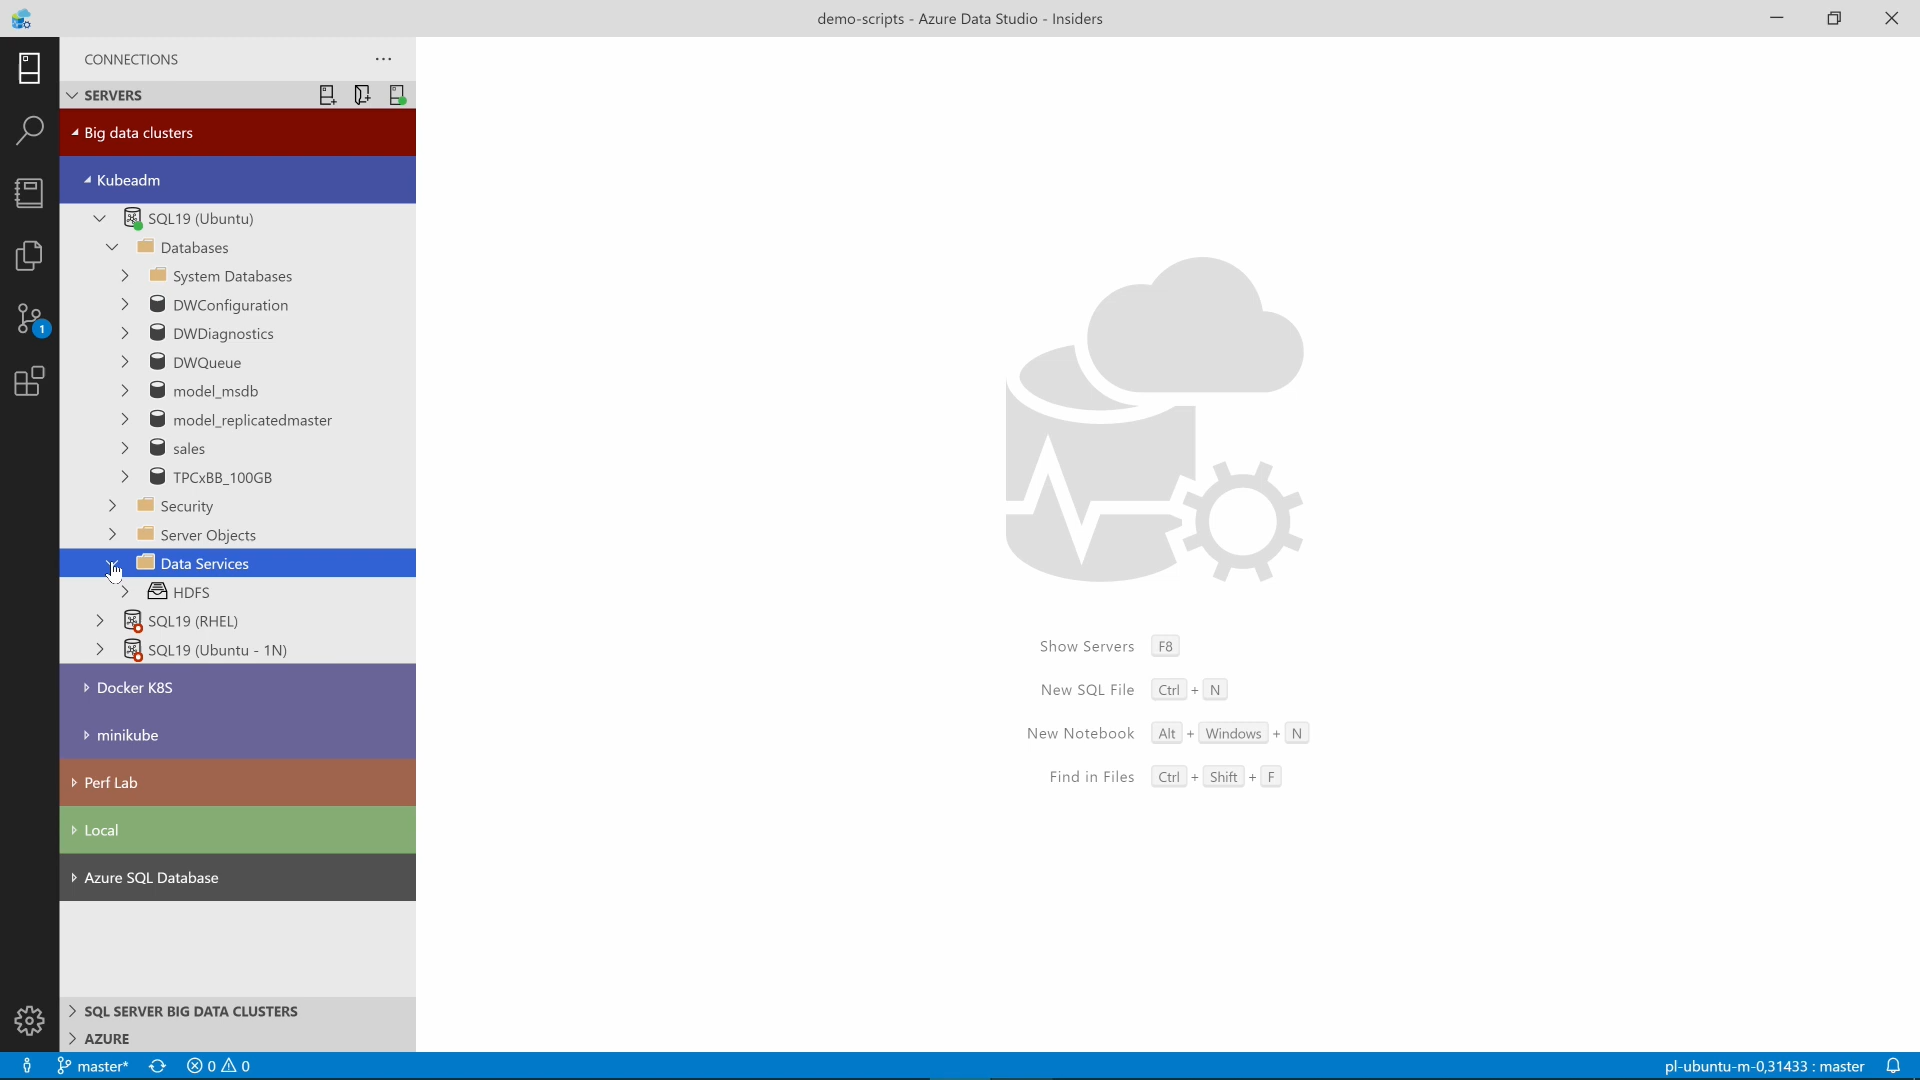 demo-scripts - Azure Data Studio - Insiders
CONNECTIONS
SERVERS
Big data clusters
Kubeadm
SQL19 (Ubuntu)
Databases
System Databases
DWConfiguration
DWDiagnostics
DWQueue
model_msdb
model_replicatedmaster
sales
TPCxBB_100GB
Security
Server Objects
Data Services
HDFS
SQL19 (RHEL)
SQL19 (Ubuntu - 1N)
Docker K8S
minikube
Perf Lab
Local
Azure SQL Database
SQL SERVER BIG DATA CLUSTERS
AZURE
1
Show Servers F8
New SQL File Ctrl + N
New Notebook Alt + Windows + N
Find in Files Ctrl + Shift + F
master* 0 0
pl-ubuntu-m-0,31433 : master